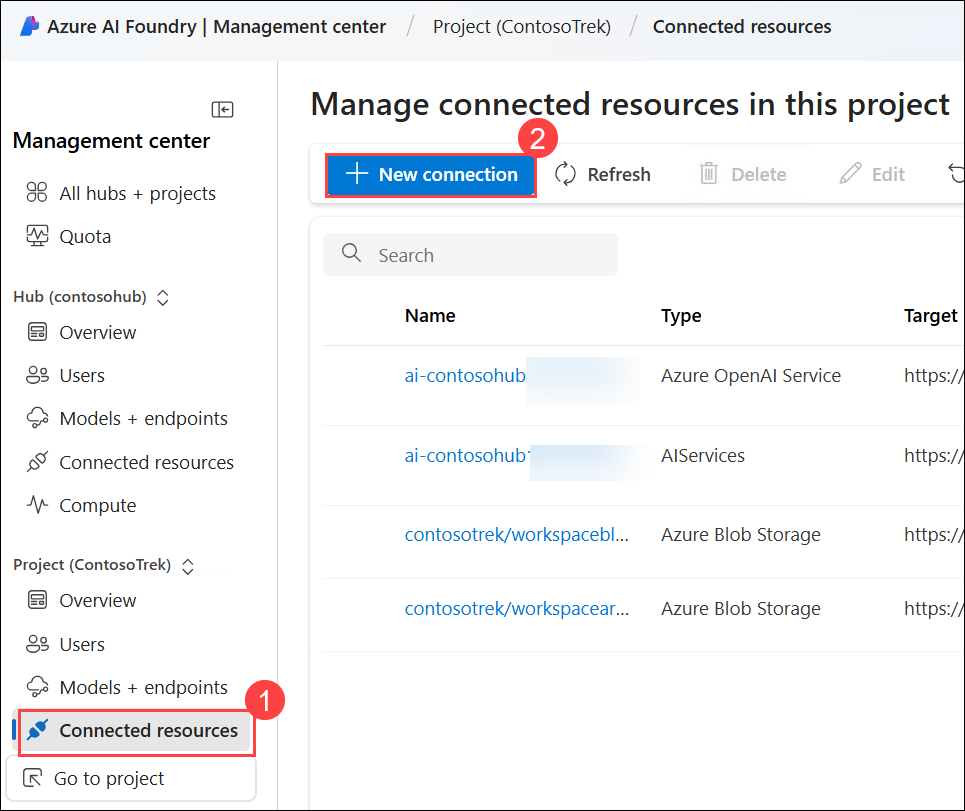 Azure AI Foundry | Management center / Project (ContosoTrek) / Connected resources
Management center
All hubs + projects
Quota
Hub (contosohub)
Overview
Users
Models + endpoints
Connected resources
Compute
Project (ContosoTrek)
Overview
Users
Models + endpoints
1
Connected resources
Go to project
Manage connected resources in this project
2
New connection Refresh Delete Edit
Search
Name Type Target
ai-contosohub Azure OpenAI Service https://
ai-contosohub AIServices https://
contosotrek/workspacebl... Azure Blob Storage https://
contosotrek/workspacear... Azure Blob Storage https://